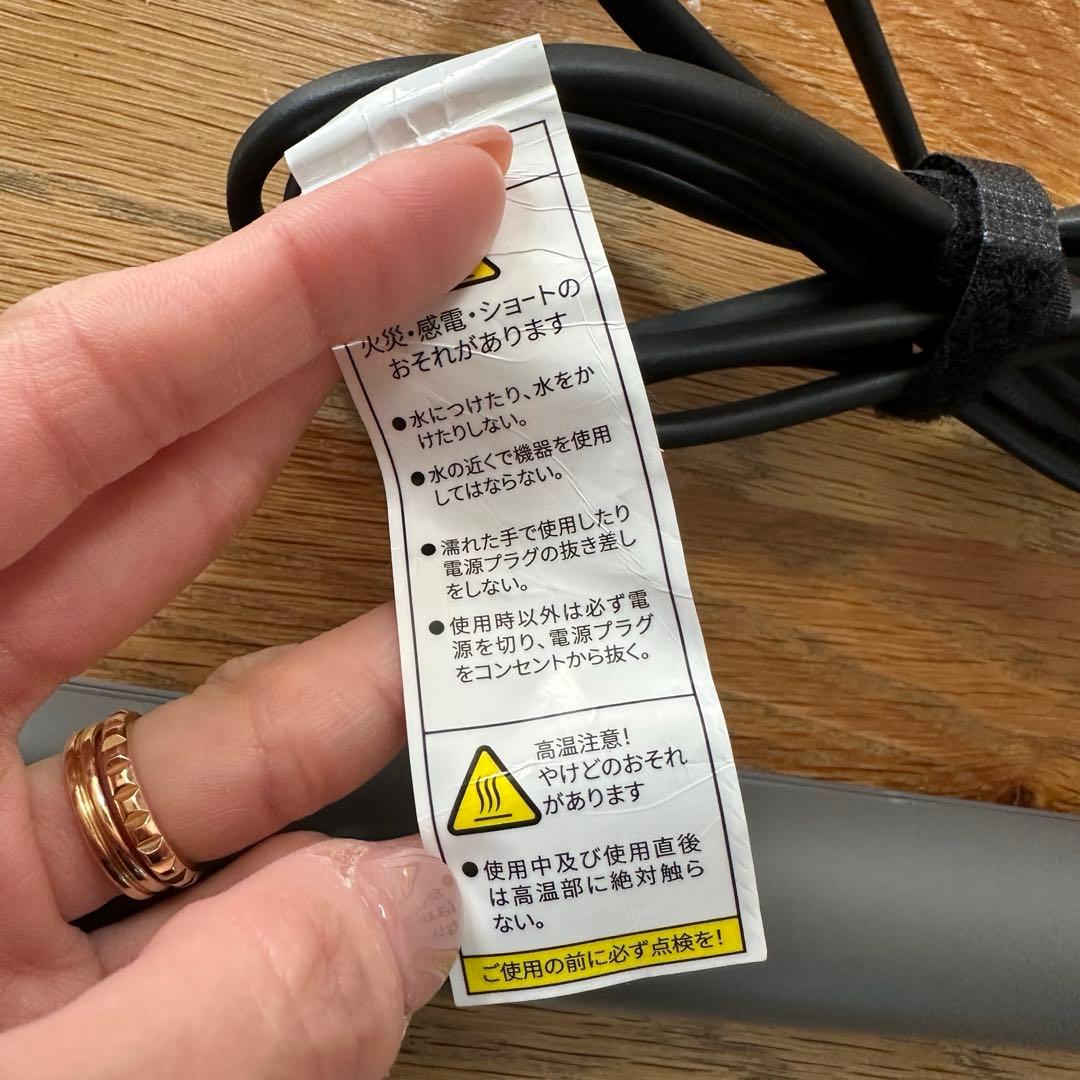 火災・感電・ショートの
おそれがあります
●水につけたり、水をか
けたりしない。
●水の近くで機器を使用
してはならない。
●濡れた手で使用したり
電源プラグの抜き差し
をしない。
●使用時以外は必ず電
源を切り、電源プラグ
をコンセントから抜く。
高温注意!
やけどのおそれ
があります
●使用中及び使用直後
は高温部に絶対触ら
ない。
ご使用の前に必ず点検を!